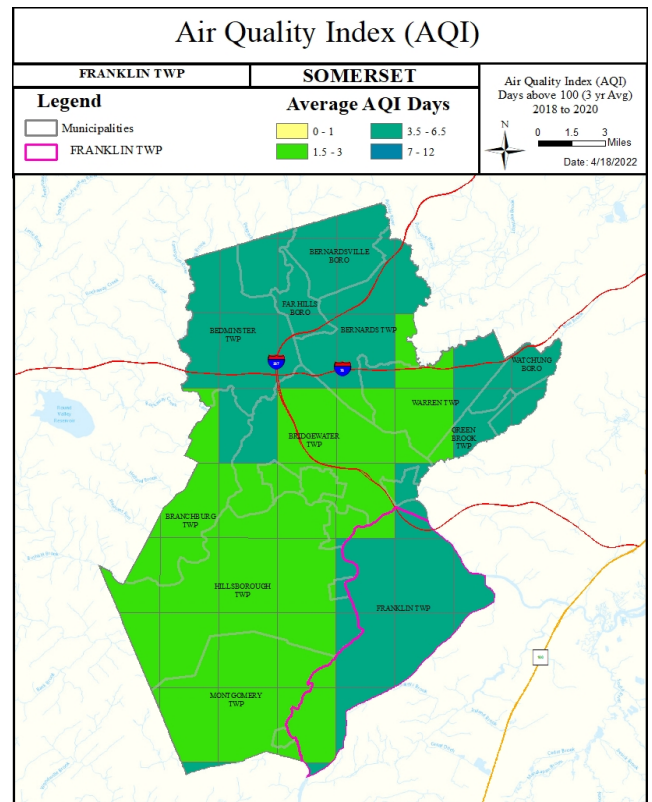 Air Quality Index (AQI)
FRANKLIN TWP
SOMERSET
Legend
Municipalities
FRANKLIN TWP
Average AQI Days
0 - 1
1.5 - 3
3.5 - 6.5
7 - 12
Air Quality Index (AQI)
Days above 100 (3 yr Avg)
2018 to 2020
N
0 1.5 3
Miles
Date: 4/18/2022
BERNARDSVILLE
BORO
FAR HILLS
BORO
BEDMINSTER
TWP
BERNARDS TWP
WATCHUNG
BORO
WARREN TWP
BRIDGEWATER
TWP
GREEN
BROOK
TWP
BRANCHBURG
TWP
HILLSBOROUGH
TWP
FRANKLIN TWP
MONTGOMERY
TWP